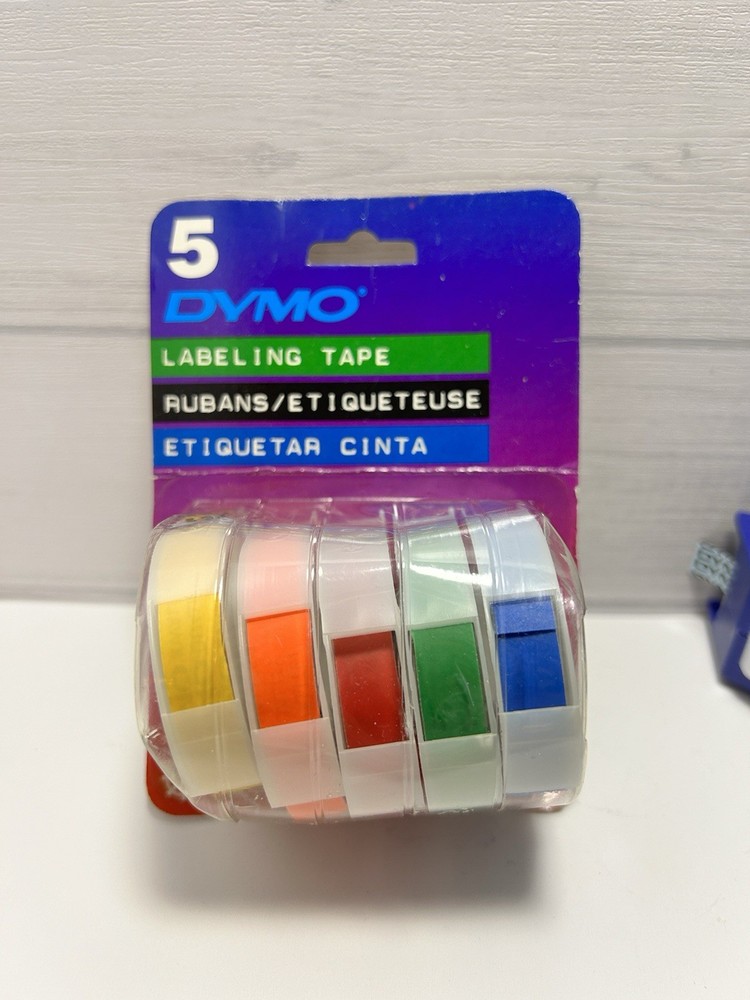 5
DYMO®
LABELING TAPE
RUBANS/ETIQUETEUSE
ETIQUETAR CINTA